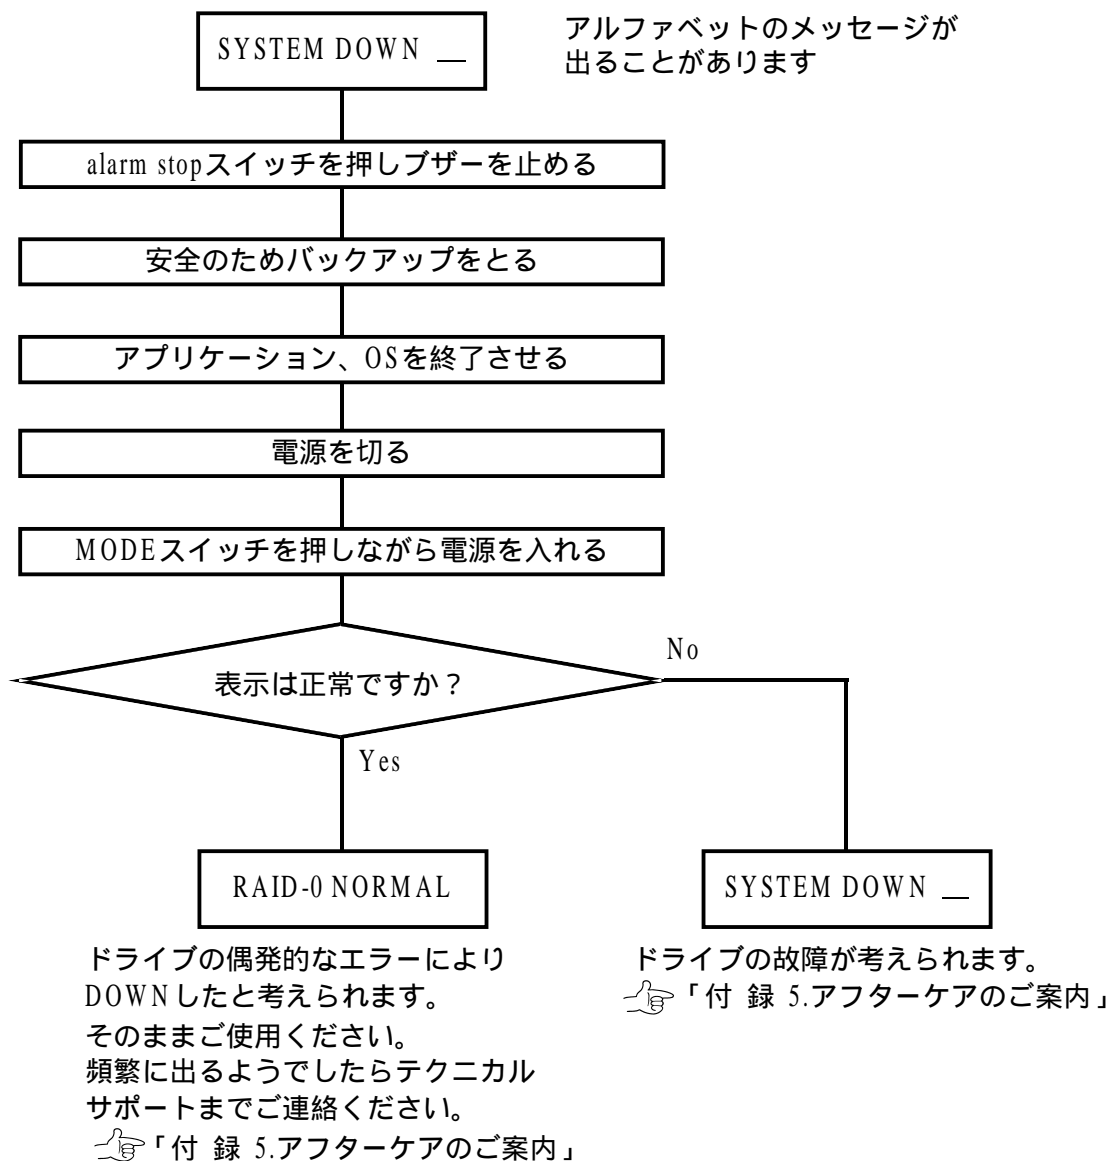 SYSTEM DOWN __
アルファベットのメッセージが
出ることがあります
alarm stopスイッチを押しブザーを止める
安全のためバックアップをとる
アプリケーション、OSを終了させる
電源を切る
MODEスイッチを押しながら電源を入れる
表示は正常ですか？
No
Yes
RAID-0 NORMAL
ドライブの偶発的なエラーにより
DOWNしたと考えられます。
そのままご使用ください。
頻繁に出るようでしたらテクニカル
サポートまでご連絡ください。
「付 録 5.アフターケアのご案内」
SYSTEM DOWN __
ドライブの故障が考えられます。
「付 録 5.アフターケアのご案内」